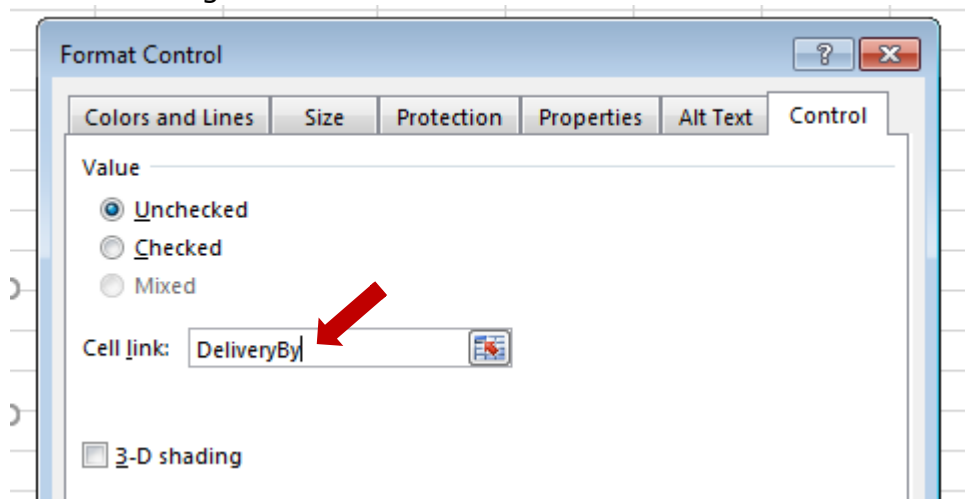 Format Control
Colors and Lines Size Protection Properties Alt Text Control
Value
Unchecked
Checked
Mixed
Cell link: DeliveryBy
3-D shading